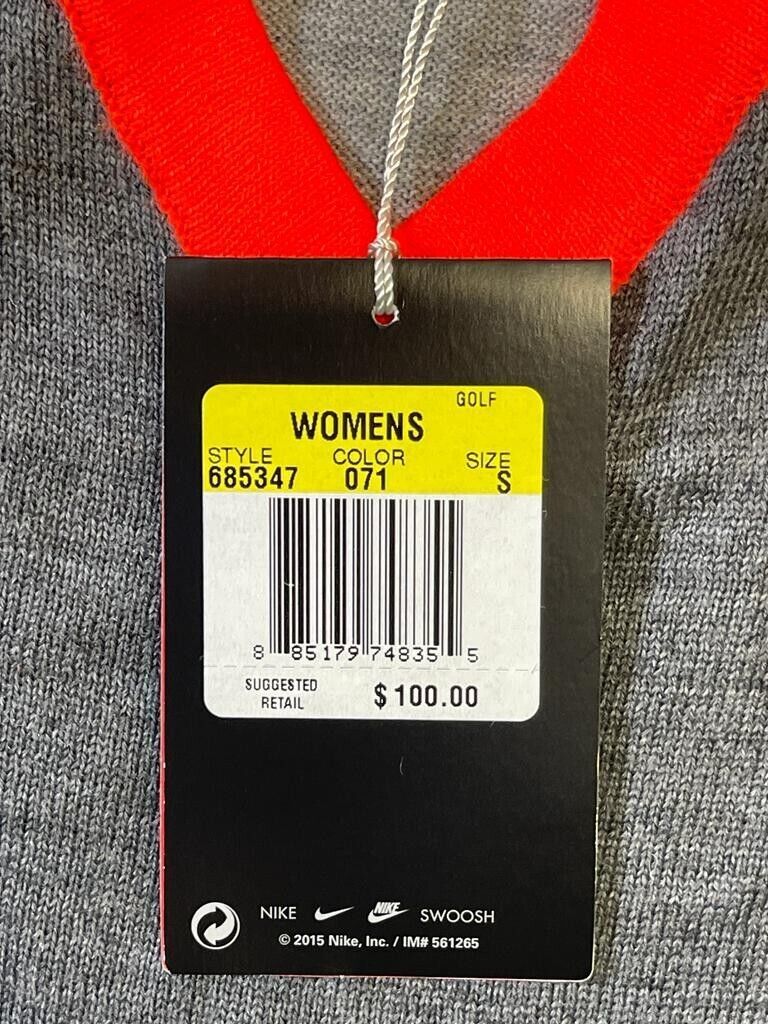 GOLF
WOMENS
STYLE COLOR SIZE
685347 071 S
8 85179 74835 5
SUGGESTED
RETAIL $100.00
NIKE NIKE SWOOSH
© 2015 Nike, Inc. / IM# 561265